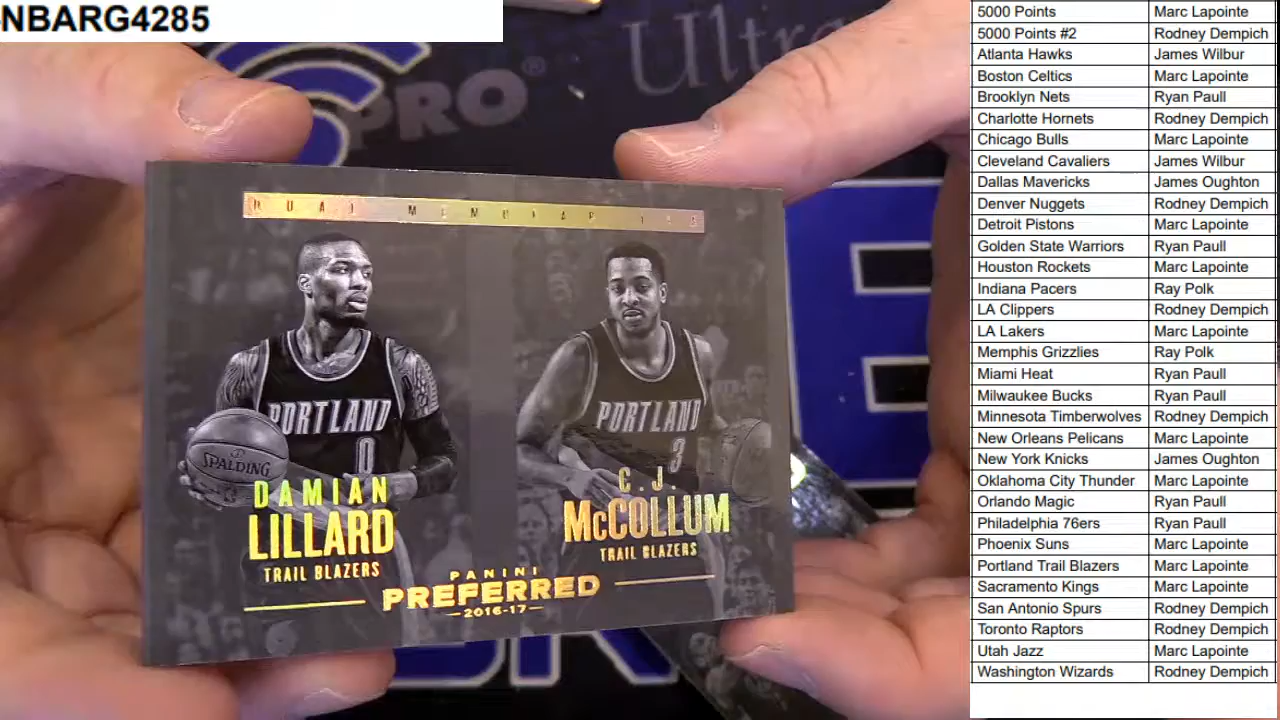 NBARG4285
Ultra
PRO®
QUAD MEMORABILIA
PORTLAND
0
SPALDING
PORTLAND
3
DAMIAN
LILLARD
TRAIL BLAZERS
C.J.
McCOLLUM
TRAIL BLAZERS
PANINI
PREFERRED
2016-17
5000 Points Marc Lapointe
5000 Points #2 Rodney Dempich
Atlanta Hawks James Wilbur
Boston Celtics Marc Lapointe
Brooklyn Nets Ryan Paull
Charlotte Hornets Rodney Dempich
Chicago Bulls Marc Lapointe
Cleveland Cavaliers James Wilbur
Dallas Mavericks James Oughton
Denver Nuggets Rodney Dempich
Detroit Pistons Marc Lapointe
Golden State Warriors Ryan Paull
Houston Rockets Marc Lapointe
Indiana Pacers Ray Polk
LA Clippers Rodney Dempich
LA Lakers Marc Lapointe
Memphis Grizzlies Ray Polk
Miami Heat Ryan Paull
Milwaukee Bucks Ryan Paull
Minnesota Timberwolves Rodney Dempich
New Orleans Pelicans Marc Lapointe
New York Knicks James Oughton
Oklahoma City Thunder Marc Lapointe
Orlando Magic Ryan Paull
Philadelphia 76ers Ryan Paull
Phoenix Suns Marc Lapointe
Portland Trail Blazers Marc Lapointe
Sacramento Kings Marc Lapointe
San Antonio Spurs Rodney Dempich
Toronto Raptors Rodney Dempich
Utah Jazz Marc Lapointe
Washington Wizards Rodney Dempich